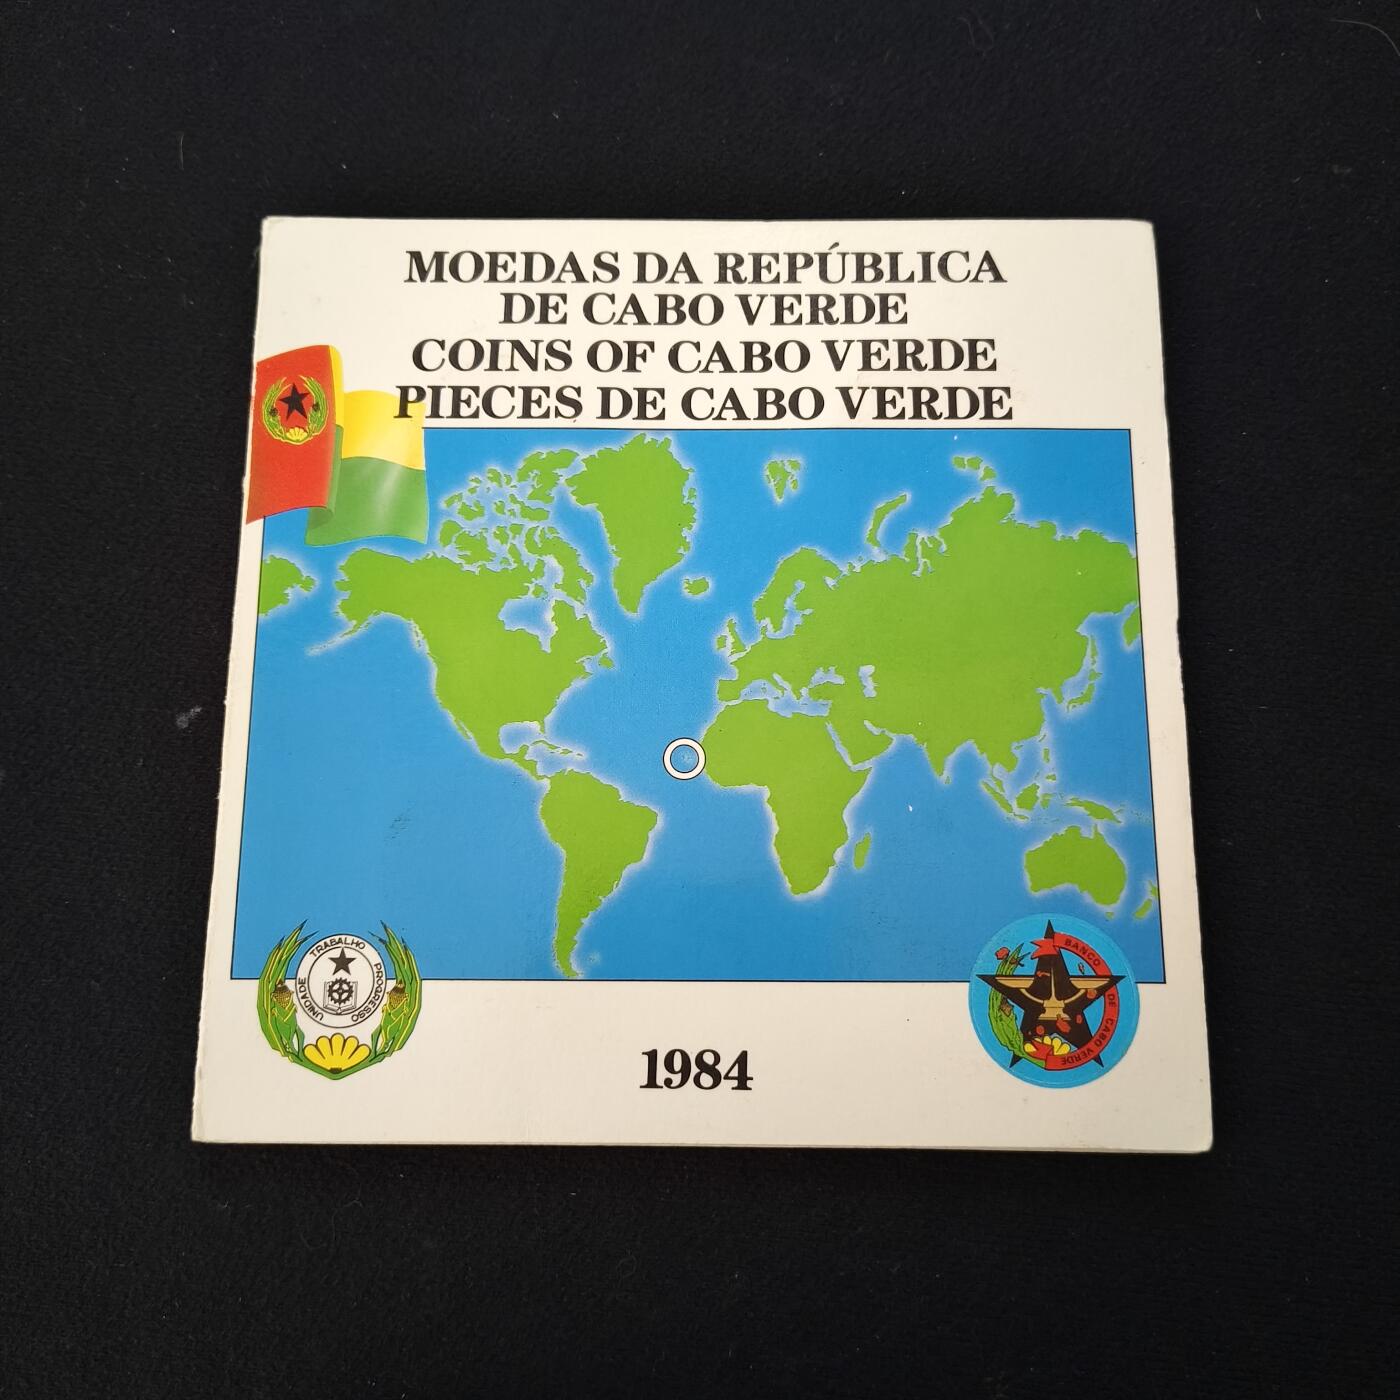 MOEDAS DA REPÚBLICA
DE CABO VERDE
COINS OF CABO VERDE
PIECES DE CABO VERDE
UNIDADE TRABALHO PROGRESSO
BANCO DE CABO VERDE
1984